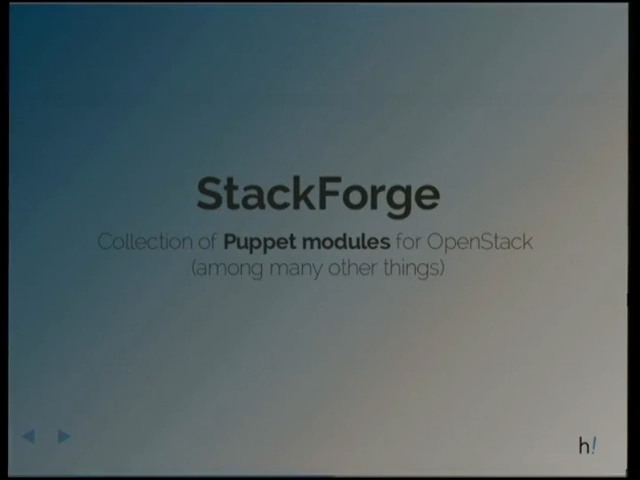 StackForge
Collection of Puppet modules for OpenStack
(among many other things)
h!